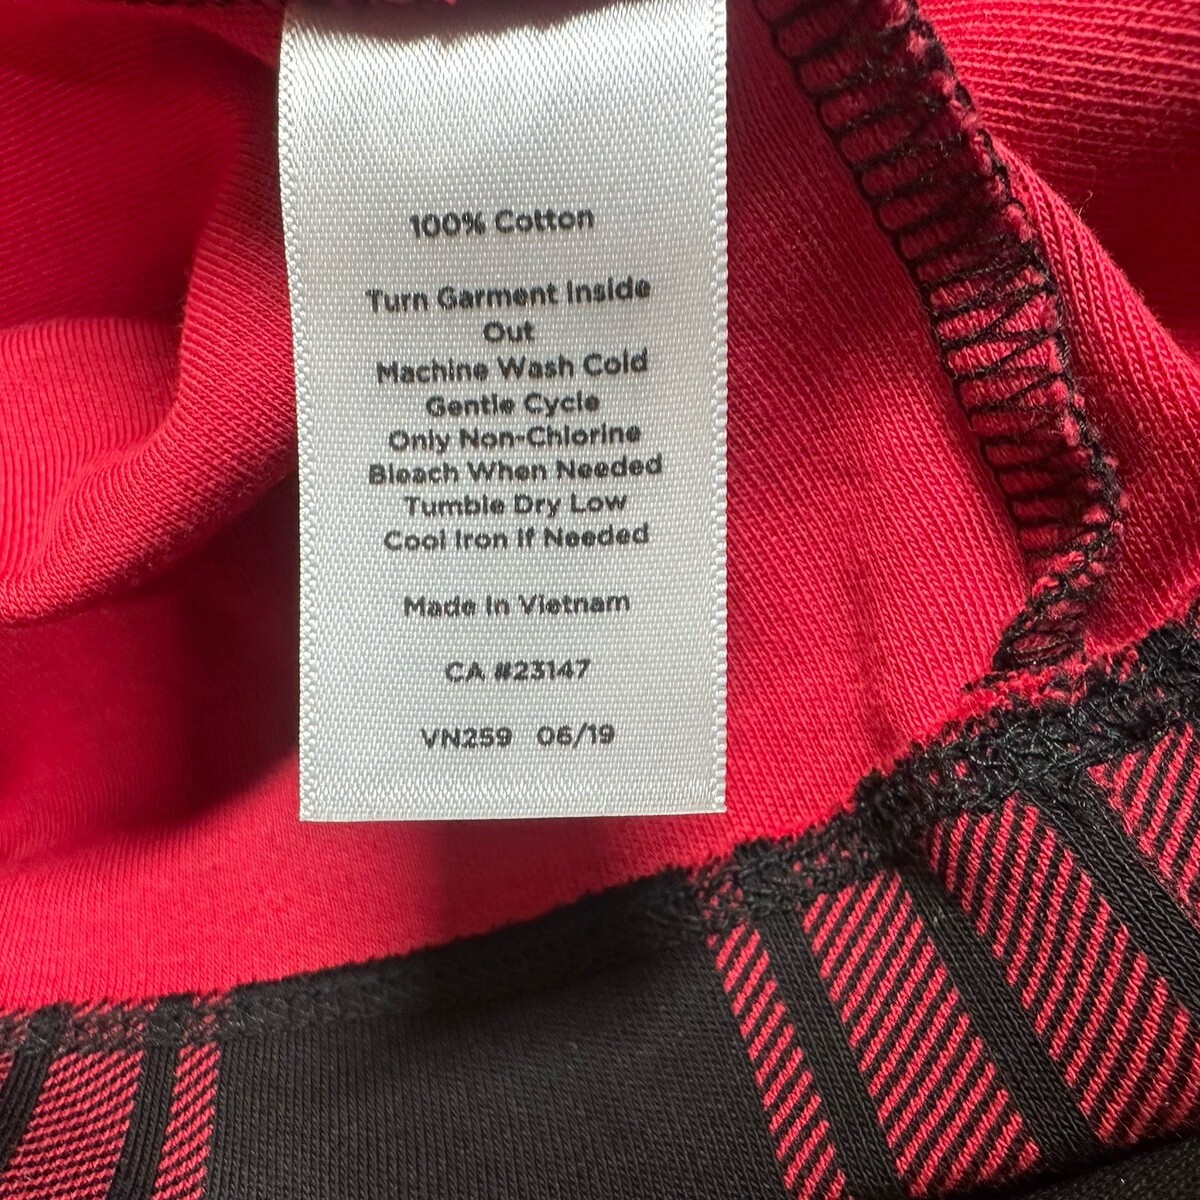 100% Cotton
Turn Garment Inside
Out
Machine Wash Cold
Gentle Cycle
Only Non-Chlorine
Bleach When Needed
Tumble Dry Low
Cool Iron If Needed
Made In Vietnam
CA #23147
VN259 06/19